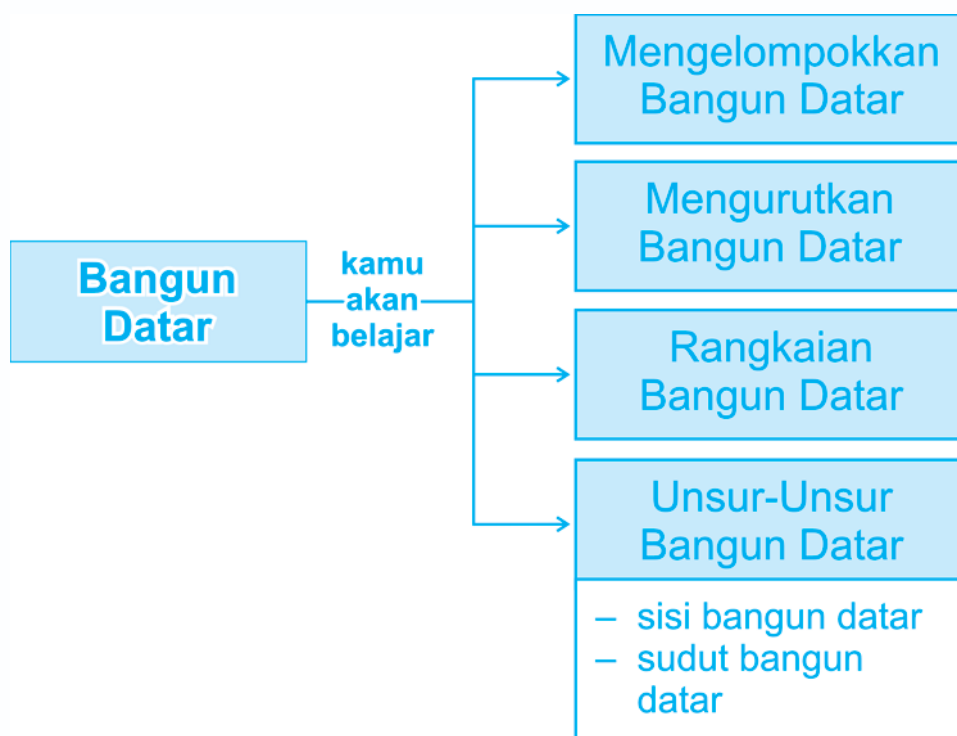 Bangun
Datar
kamu
akan
belajar
Mengelompokkan
Bangun Datar
Mengurutkan
Bangun Datar
Rangkaian
Bangun Datar
Unsur-Unsur
Bangun Datar
– sisi bangun datar
– sudut bangun
datar